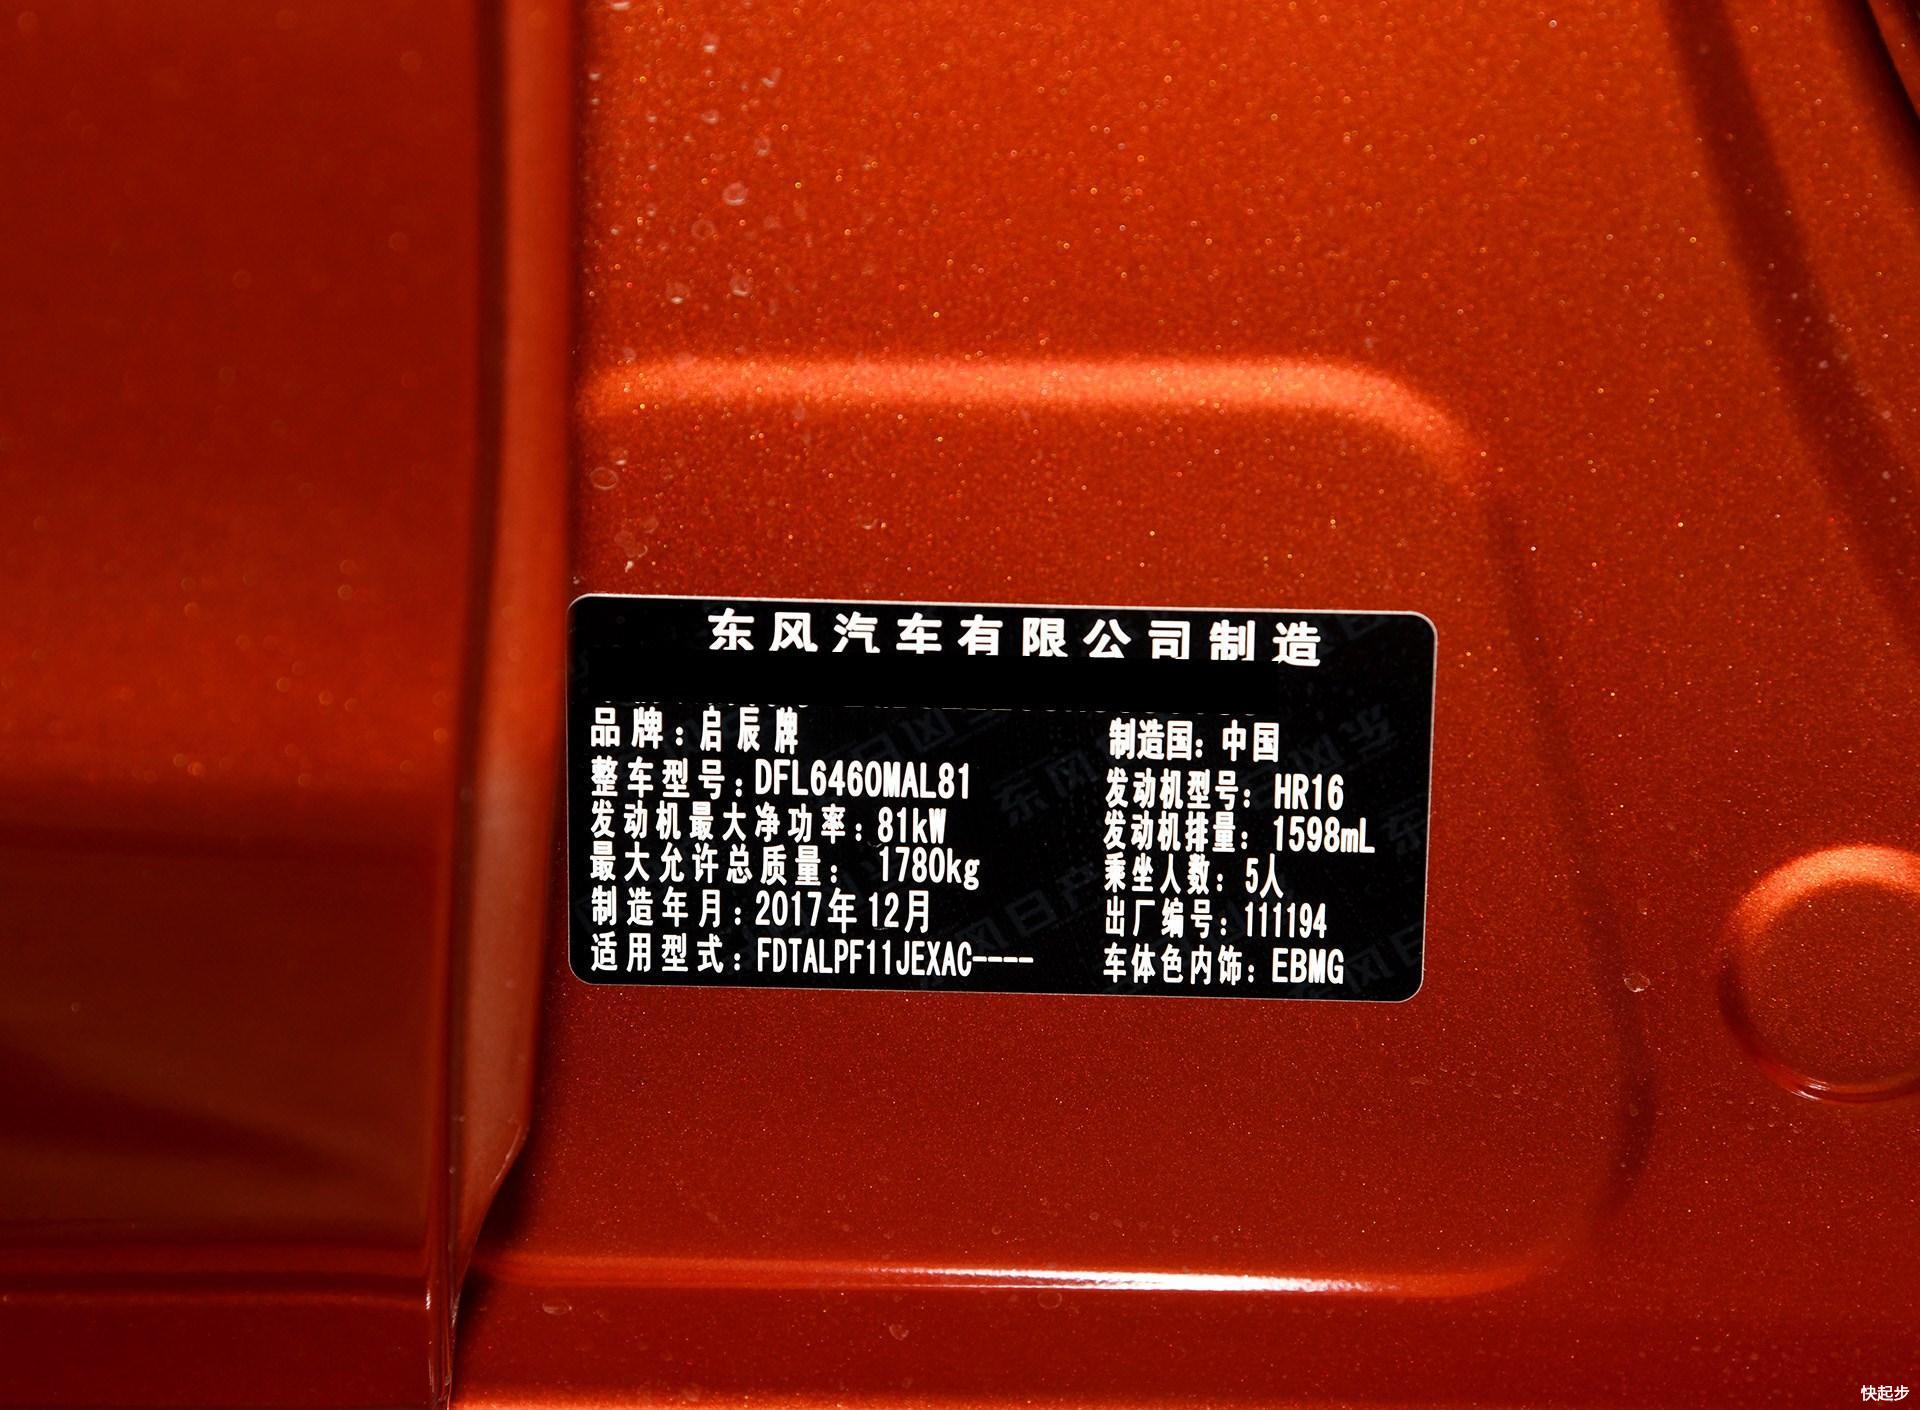 东风汽车有限公司制造
品牌：启辰牌 制造国：中国
整车型号：DFL6460MAL81 发动机型号：HR16
发动机最大净功率：81kW 发动机排量：1598mL
最大允许总质量：1780kg 乘坐人数：5人
制造年月：2017年12月 出厂编号：111194
适用型式：FDTALPF11JEXAC---- 车体色内饰：EBMG
快起步